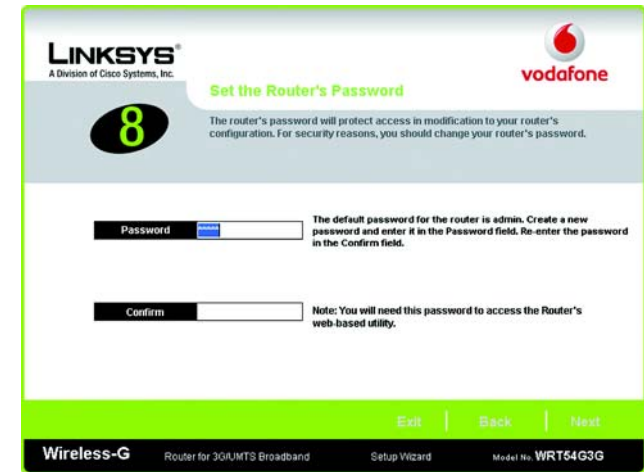 LINKSYS®
A Division of Cisco Systems, Inc.
vodafone
Set the Router's Password
8
The router's password will protect access in modification to your router's
configuration. For security reasons, you should change your router's password.
Password
*****
The default password for the router is admin. Create a new
password and enter it in the Password field. Re-enter the password
in the Confirm field.
Confirm
Note: You will need this password to access the Router's
web-based utility.
Exit
Back
Next
Wireless-G
Router for 3G/UMTS Broadband
Setup Wizard
Model No. WRT54G3G